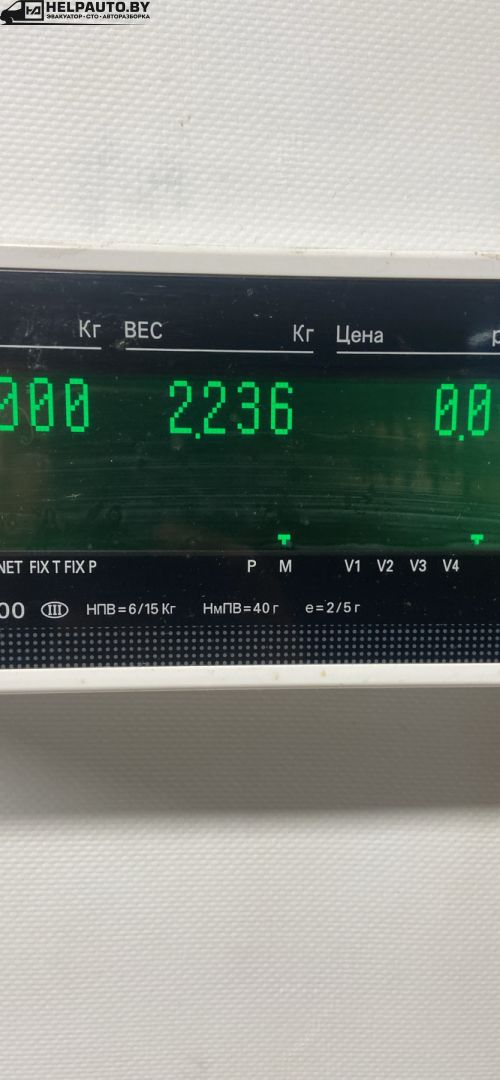 HELPAUTO.BY
ЭВАКУАТОР · СТО · АВТОРАЗБОРКА
Кг ВЕС Кг Цена
000 2.236 0.0
NET FIX T FIX P P M V1 V2 V3 V4
00 III НПВ=6/15 Кг НмПВ=40 г e=2/5 г